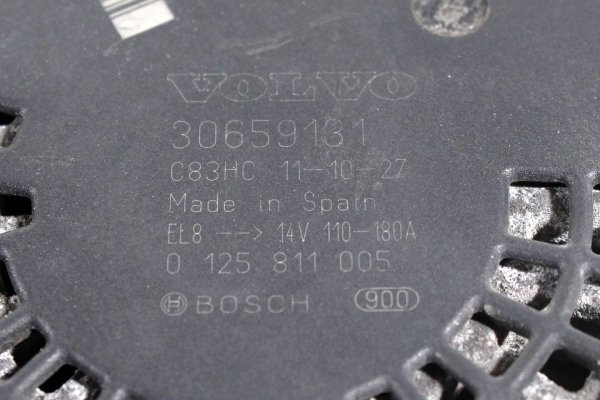 VOLVO
30659131
C83HC 11-10-27
Made in Spain
EL8 --> 14V 110-180A
0 125 811 005
BOSCH 900